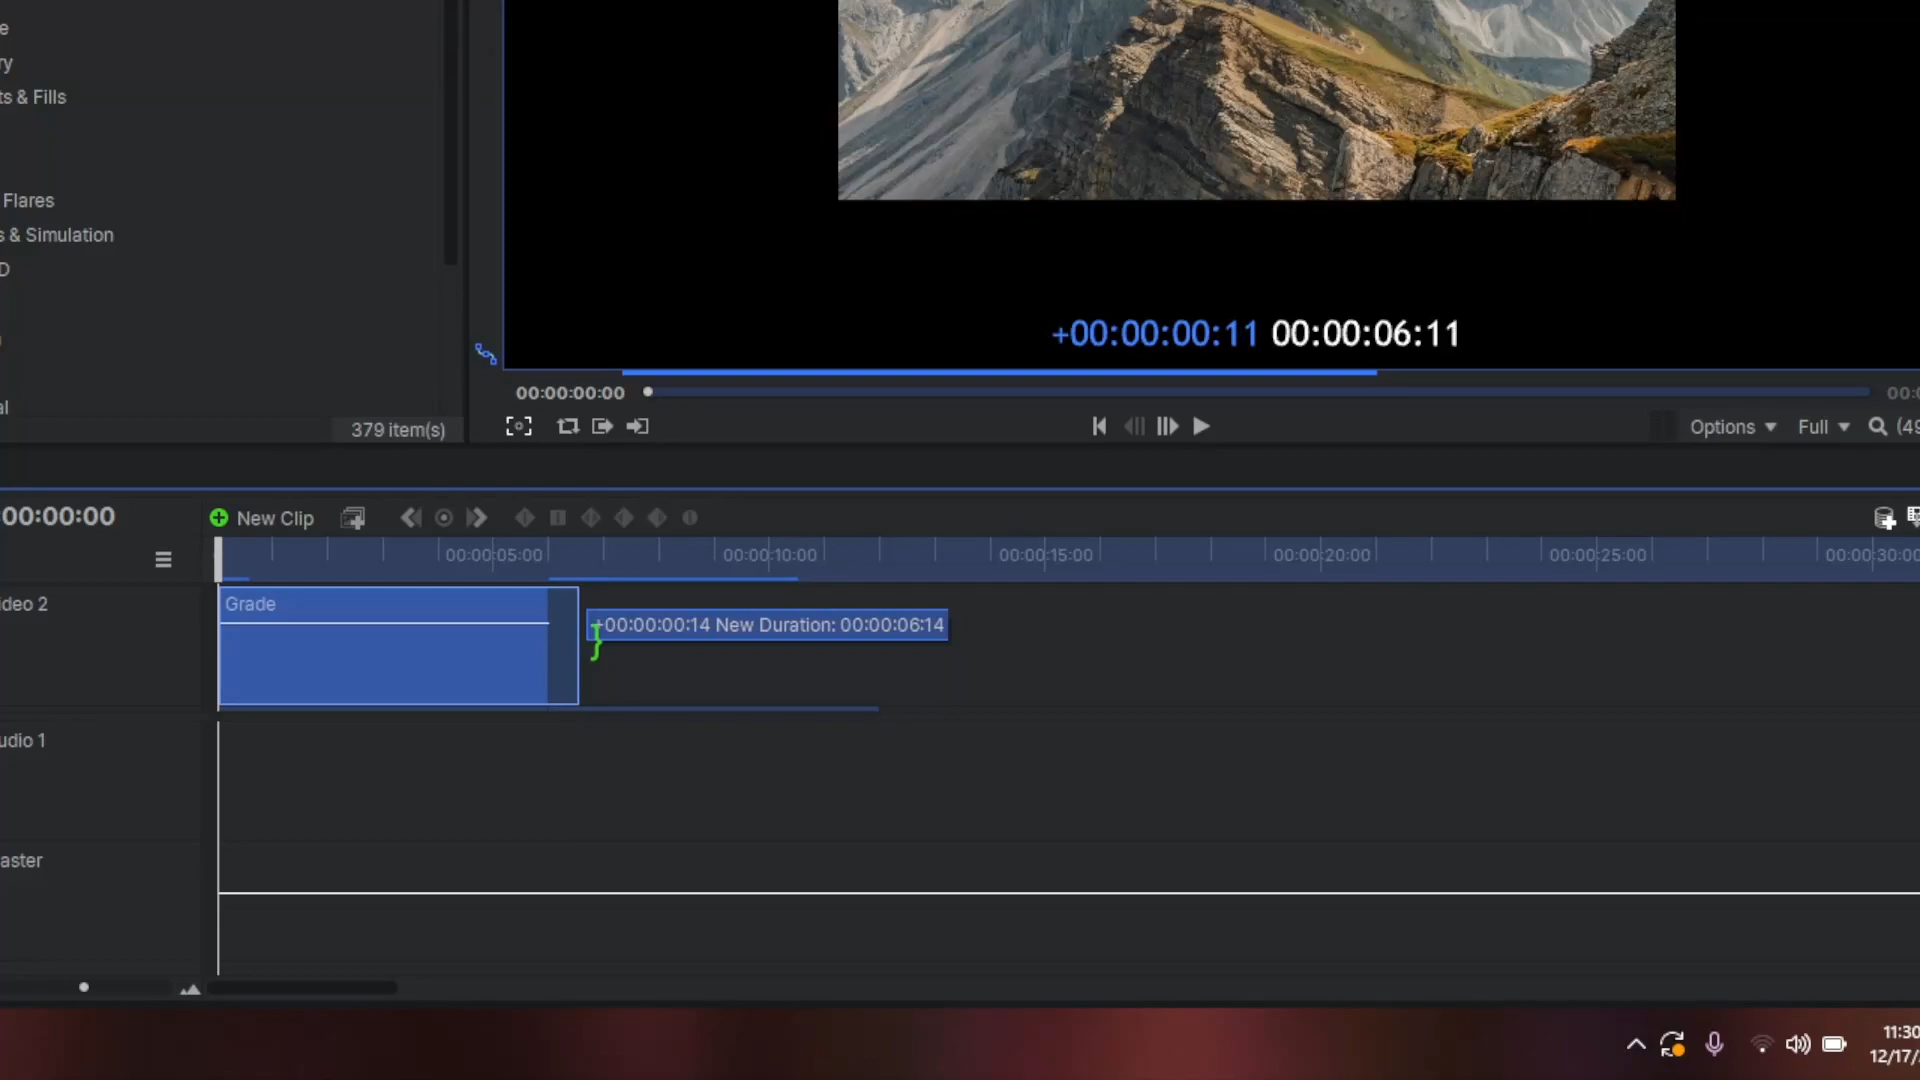 e
ry
ts & Fills
Flares
s & Simulation
D
al
379 item(s)
+00:00:00:11 00:00:06:11
00:00:00:00
00:0
Options
Full
(49
00:00:00
New Clip
00:00:05:00
00:00:10:00
00:00:15:00
00:00:20:00
00:00:25:00
00:00:30:00
ideo 2
Grade
+00:00:00:14 New Duration: 00:00:06:14
udio 1
aster
11:30
12/17/